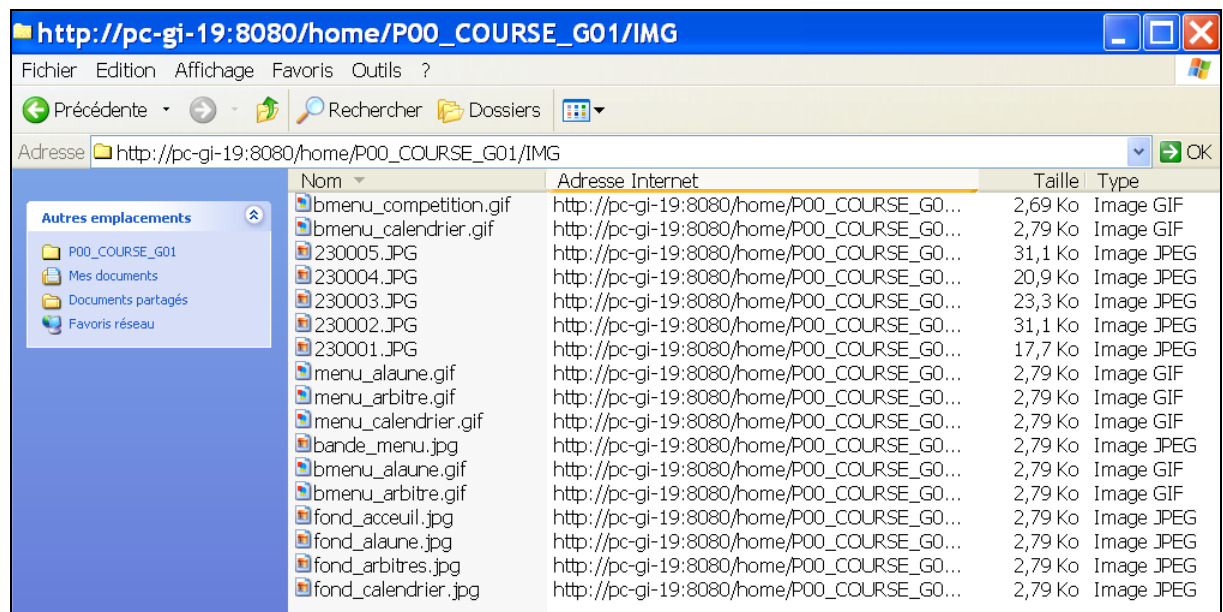 http://pc-gi-19:8080/home/P00_COURSE_G01/IMG
Fichier Edition Affichage Favoris Outils ?
Précédente Rechercher Dossiers
Adresse http://pc-gi-19:8080/home/P00_COURSE_G01/IMG OK
Nom Adresse Internet Taille Type
Autres emplacements
P00_COURSE_G01
Mes documents
Documents partagés
Favoris réseau
bmenu_competition.gif http://pc-gi-19:8080/home/P00_COURSE_G0... 2,69 Ko Image GIF
bmenu_calendrier.gif http://pc-gi-19:8080/home/P00_COURSE_G0... 2,79 Ko Image GIF
230005.JPG http://pc-gi-19:8080/home/P00_COURSE_G0... 31,1 Ko Image JPEG
230004.JPG http://pc-gi-19:8080/home/P00_COURSE_G0... 20,9 Ko Image JPEG
230003.JPG http://pc-gi-19:8080/home/P00_COURSE_G0... 23,3 Ko Image JPEG
230002.JPG http://pc-gi-19:8080/home/P00_COURSE_G0... 31,1 Ko Image JPEG
230001.JPG http://pc-gi-19:8080/home/P00_COURSE_G0... 17,7 Ko Image JPEG
menu_alaune.gif http://pc-gi-19:8080/home/P00_COURSE_G0... 2,79 Ko Image GIF
menu_arbitre.gif http://pc-gi-19:8080/home/P00_COURSE_G0... 2,79 Ko Image GIF
menu_calendrier.gif http://pc-gi-19:8080/home/P00_COURSE_G0... 2,79 Ko Image GIF
bande_menu.jpg http://pc-gi-19:8080/home/P00_COURSE_G0... 2,79 Ko Image JPEG
bmenu_alaune.gif http://pc-gi-19:8080/home/P00_COURSE_G0... 2,79 Ko Image GIF
bmenu_arbitre.gif http://pc-gi-19:8080/home/P00_COURSE_G0... 2,79 Ko Image GIF
fond_acceuil.jpg http://pc-gi-19:8080/home/P00_COURSE_G0... 2,79 Ko Image JPEG
fond_alaune.jpg http://pc-gi-19:8080/home/P00_COURSE_G0... 2,79 Ko Image JPEG
fond_arbitres.jpg http://pc-gi-19:8080/home/P00_COURSE_G0... 2,79 Ko Image JPEG
fond_calendrier.jpg http://pc-gi-19:8080/home/P00_COURSE_G0... 2,79 Ko Image JPEG